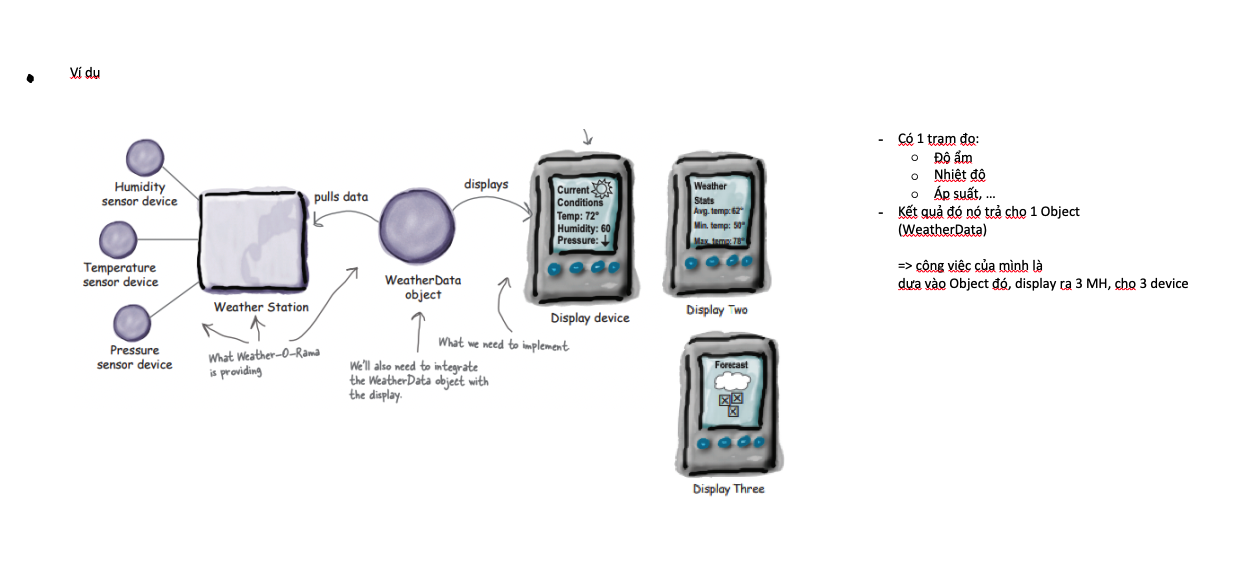 Ví dụ
Humidity
sensor device
Temperature
sensor device
Pressure
sensor device
Weather Station
What Weather-O-Rama
is providing
pulls data
WeatherData
object
We'll also need to integrate
the WeatherData object with
the display.
displays
What we need to implement
Current
Conditions
Temp: 72°
Humidity: 60
Pressure:
Display device
Weather
Stats
Avg. temp: 62°
Min. temp: 50°
Max. temp: 78°
Display Two
Forecast
Display Three
- Có 1 trạm đo:
o Độ ẩm
o Nhiệt độ
o Áp suất, ...
- Kết quả đó nó trả cho 1 Object
(WeatherData)
=> công việc của mình là
dựa vào Object đó, display ra 3 MH, cho 3 device